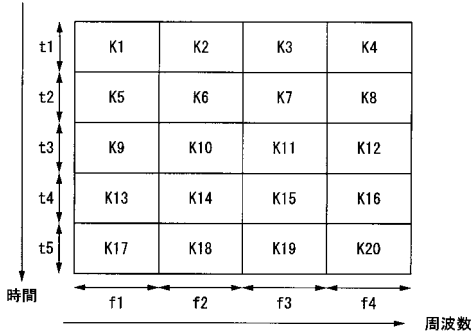 t1 K1 K2 K3 K4
t2 K5 K6 K7 K8
t3 K9 K10 K11 K12
t4 K13 K14 K15 K16
t5 K17 K18 K19 K20
時間 f1 f2 f3 f4
周波数